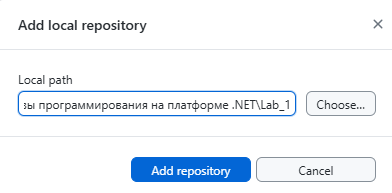 Add local repository
Local path
программирования на платформе .NET\Lab_1
Choose...
Add repository
Cancel